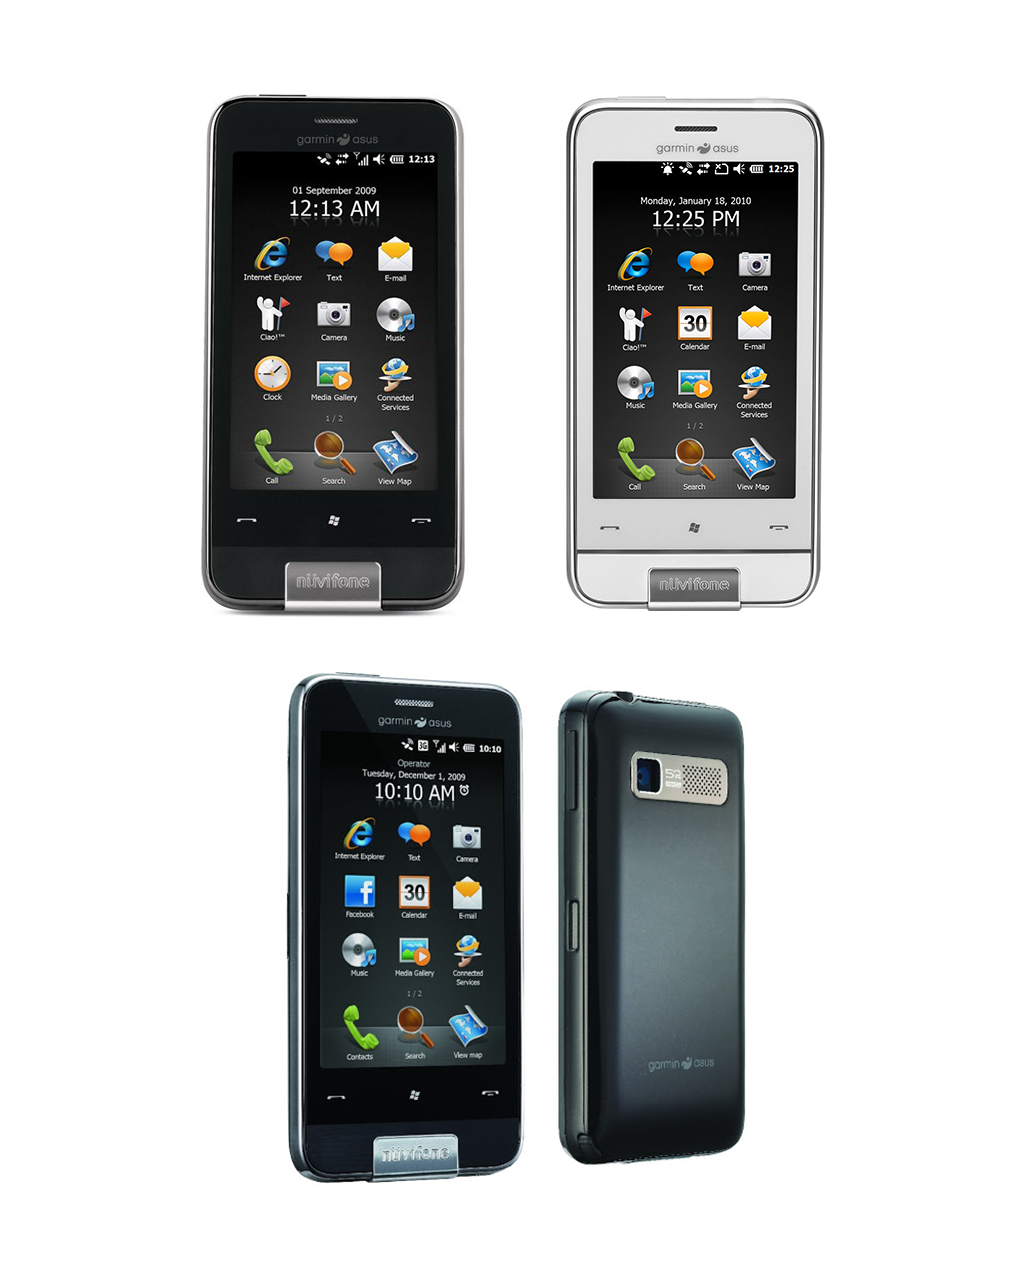 garmin asus
12:13
01 September 2009
12:13 AM
Internet Explorer
Text
E-mail
Ciao!™
Camera
Music
Clock
Media Gallery
Connected
Services
1 / 2
Call
Search
View Map
nüvifone
garmin asus
12:25
Monday, January 18, 2010
12:25 PM
Internet Explorer
Text
Camera
Ciao!™
30
Calendar
E-mail
Music
Media Gallery
Connected
Services
1 / 2
Call
Search
View Map
nüvifone
garmin asus
3G
10:10
Operator
Tuesday, December 1, 2009
10:10 AM
Internet Explorer
Text
Camera
f
Facebook
30
Calendar
E-mail
Music
Media Gallery
Connected
Services
1 / 2
Contacts
Search
View map
nüvifone
garmin asus